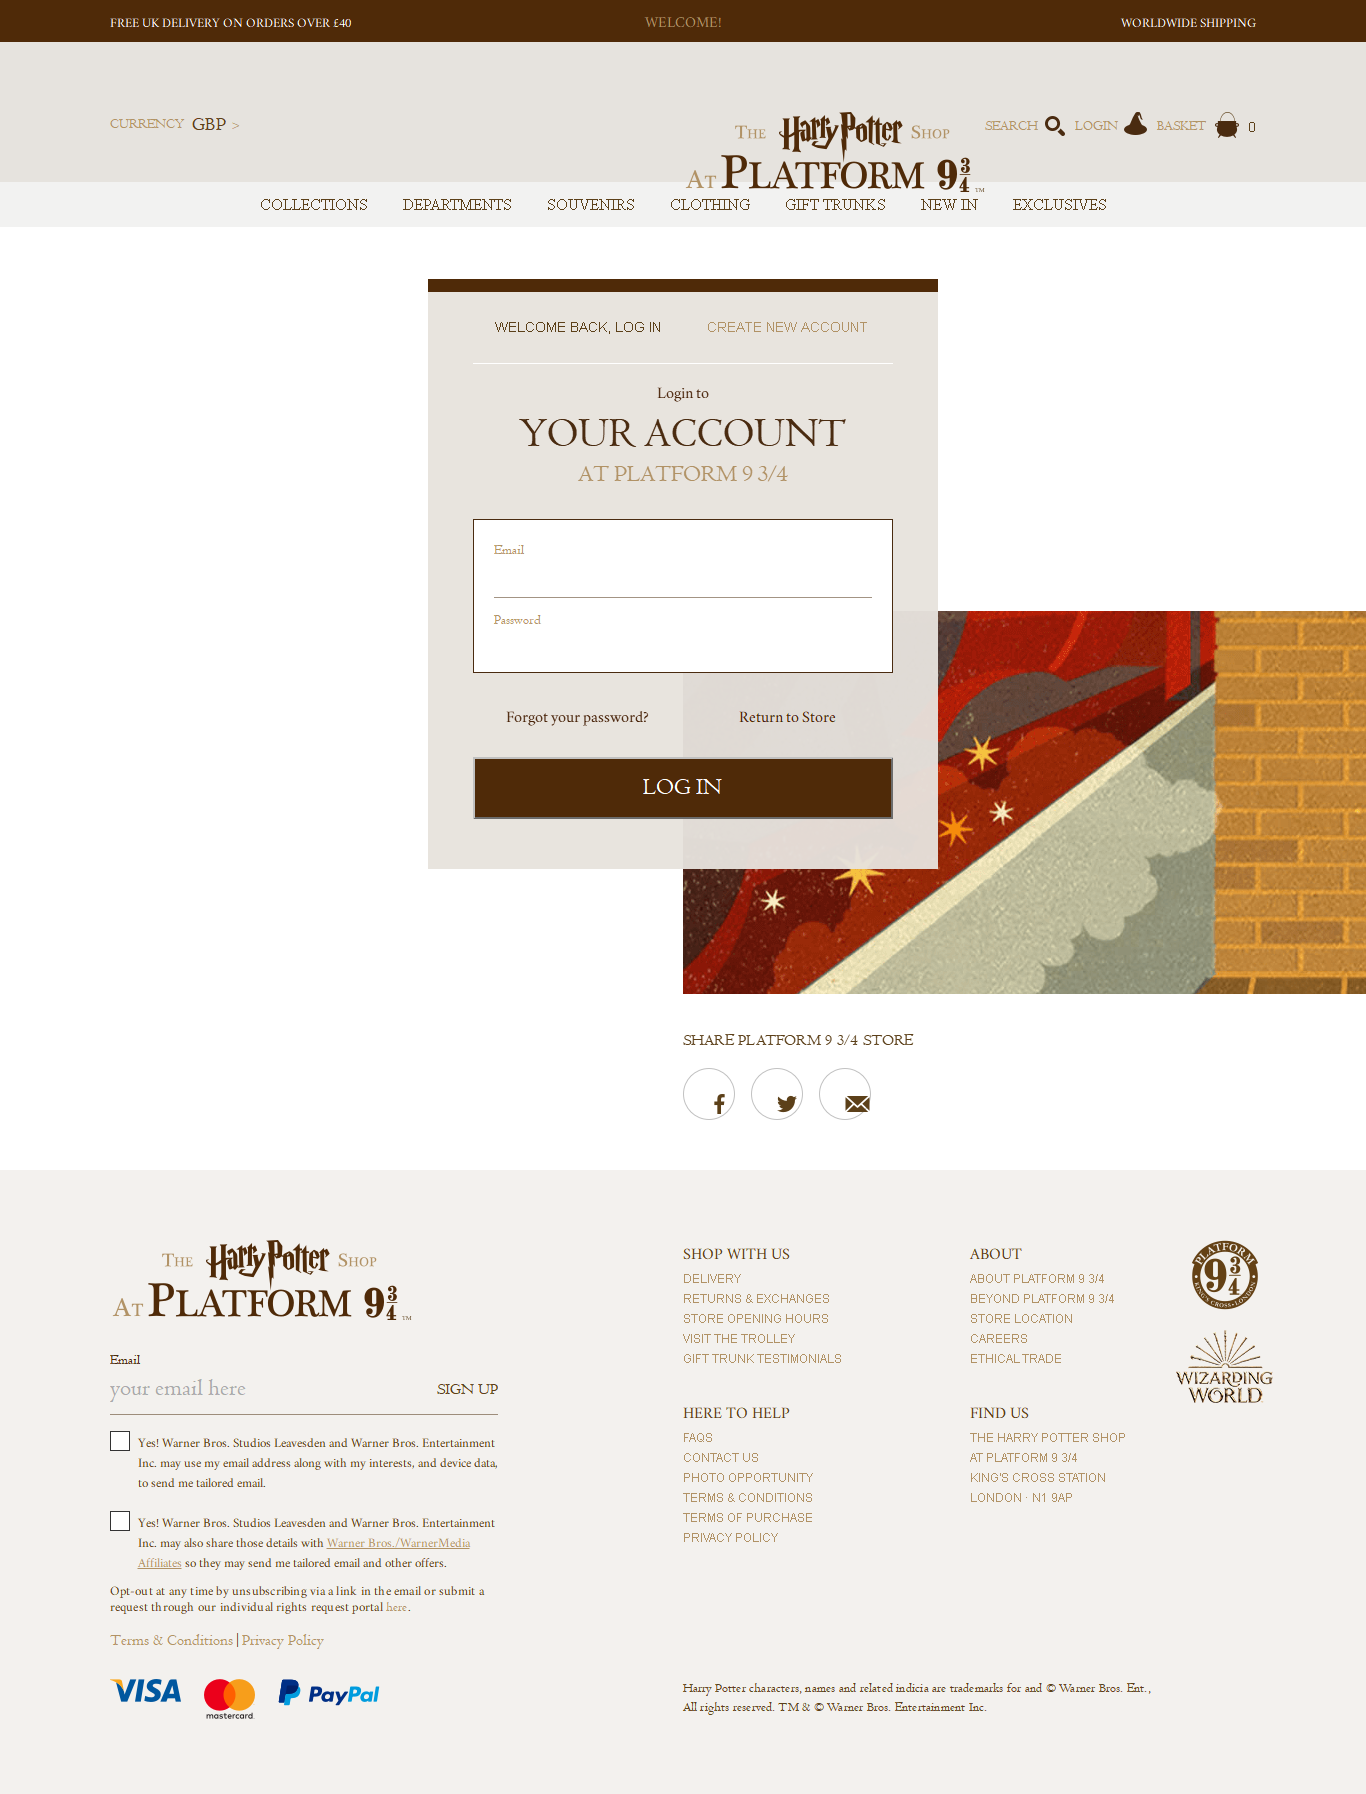 FREE UK DELIVERY ON ORDERS OVER £40
WELCOME!
WORLDWIDE SHIPPING
CURRENCY GBP >
THE Harry Potter SHOP
AT PLATFORM 9 3/4 ™
SEARCH
LOGIN
BASKET
0
COLLECTIONS
DEPARTMENTS
SOUVENIRS
CLOTHING
GIFT TRUNKS
NEW IN
EXCLUSIVES
WELCOME BACK, LOG IN
CREATE NEW ACCOUNT
Login to
YOUR ACCOUNT
AT PLATFORM 9 3/4
Email
Password
Forgot your password?
Return to Store
LOG IN
SHARE PLATFORM 9 3/4 STORE
THE Harry Potter SHOP
AT PLATFORM 9 3/4 ™
Email
your email here
SIGN UP
Yes! Warner Bros. Studios Leavesden and Warner Bros. Entertainment
Inc. may use my email address along with my interests, and device data,
to send me tailored email.
Yes! Warner Bros. Studios Leavesden and Warner Bros. Entertainment
Inc. may also share those details with Warner Bros./WarnerMedia
Affiliates so they may send me tailored email and other offers.
Opt-out at any time by unsubscribing via a link in the email or submit a
request through our individual rights request portal here.
Terms & Conditions | Privacy Policy
VISA
mastercard.
PayPal
SHOP WITH US
DELIVERY
RETURNS & EXCHANGES
STORE OPENING HOURS
VISIT THE TROLLEY
GIFT TRUNK TESTIMONIALS
HERE TO HELP
FAQS
CONTACT US
PHOTO OPPORTUNITY
TERMS & CONDITIONS
TERMS OF PURCHASE
PRIVACY POLICY
ABOUT
ABOUT PLATFORM 9 3/4
BEYOND PLATFORM 9 3/4
STORE LOCATION
CAREERS
ETHICAL TRADE
FIND US
THE HARRY POTTER SHOP
AT PLATFORM 9 3/4
KING'S CROSS STATION
LONDON · N1 9AP
PLATFORM
9 3/4
KING'S CROSS · LONDON
WIZARDING
WORLD
Harry Potter characters, names and related indicia are trademarks for and © Warner Bros. Ent.,
All rights reserved. TM & © Warner Bros. Entertainment Inc.